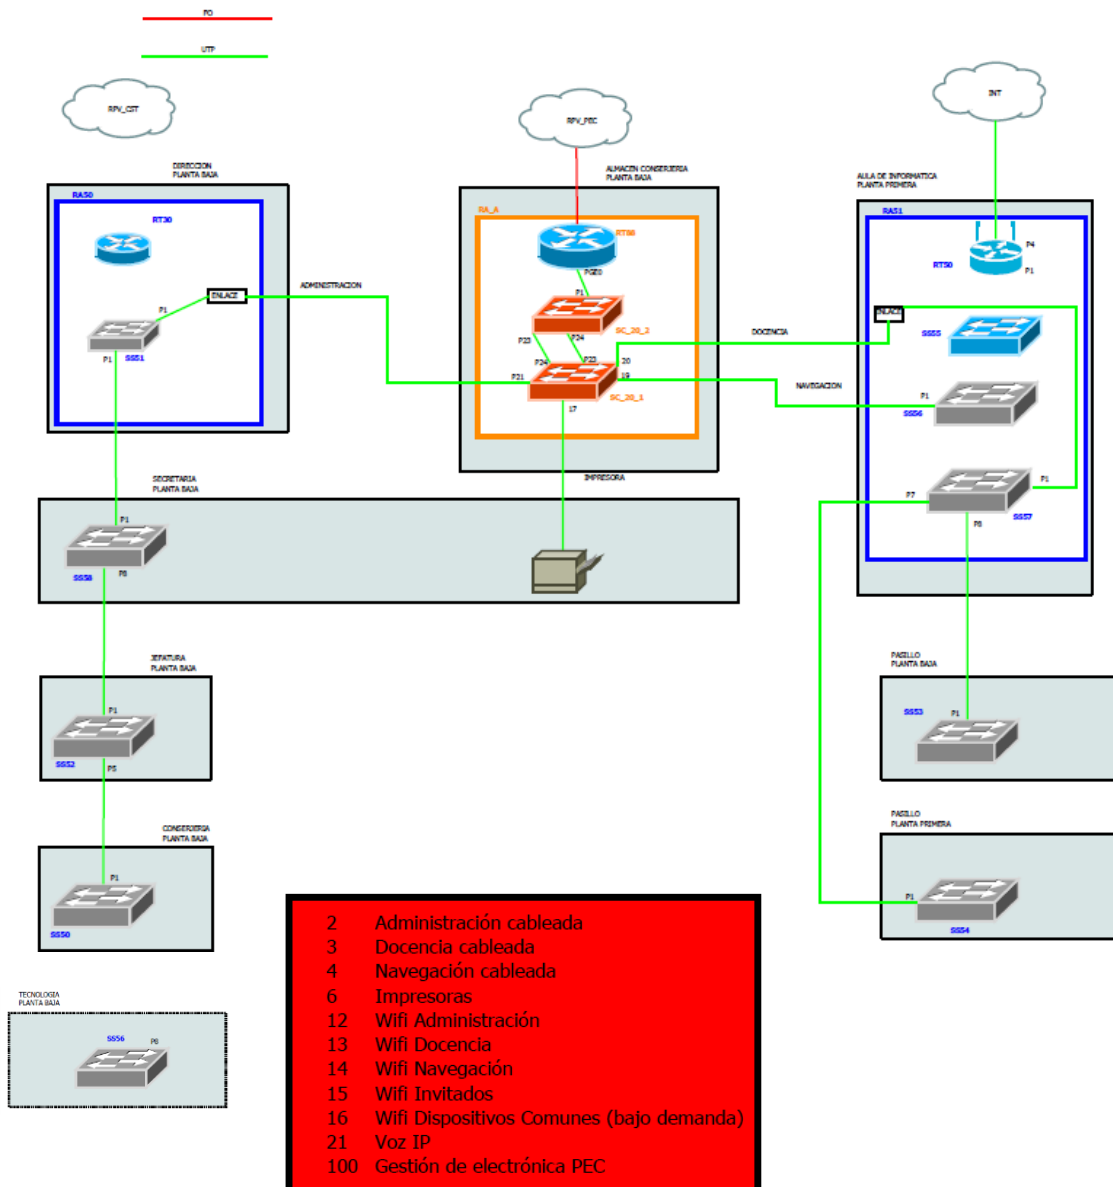 FO
UTP
RPV_CST
RPV_PEC
INT
DIRECCION
PLANTA BAJA
RA50
RT30
P1
ENLACE
P1
SS51
ADMINISTRACION
ALMACEN CONSERJERIA
PLANTA BAJA
RA_A
PGE0
P1
SC_20_2
P23
P24
P24
P23
20
19
P21
SC_20_1
17
IMPRESORA
DOCENCIA
NAVEGACION
AULA DE INFORMATICA
PLANTA PRIMERA
RA51
P4
RT50
P1
ENLACE
SS55
P1
SS56
P7
P1
P8
SS57
SECRETARIA
PLANTA BAJA
P1
P8
SS58
JEFATURA
PLANTA BAJA
P1
SS52
P5
CONSERJERIA
PLANTA BAJA
P1
SS50
TECNOLOGIA
PLANTA BAJA
SS56
P8
PASILLO
PLANTA BAJA
SS53
P1
PASILLO
PLANTA PRIMERA
P1
SS54
2 Administración cableada
3 Docencia cableada
4 Navegación cableada
6 Impresoras
12 Wifi Administración
13 Wifi Docencia
14 Wifi Navegación
15 Wifi Invitados
16 Wifi Dispositivos Comunes (bajo demanda)
21 Voz IP
100 Gestión de electrónica PEC